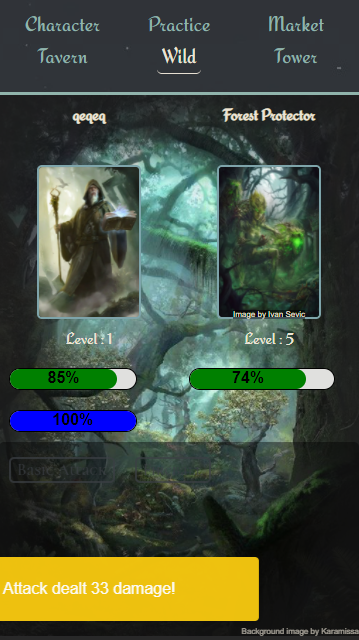 Character Practice Market
Tavern Wild Tower
qeqeq Forest Protector
Image by Ivan Sevic
Level : 1 Level : 5
85% 74%
100%
Basic Attack
Attack dealt 33 damage!
Background image by Karamissa